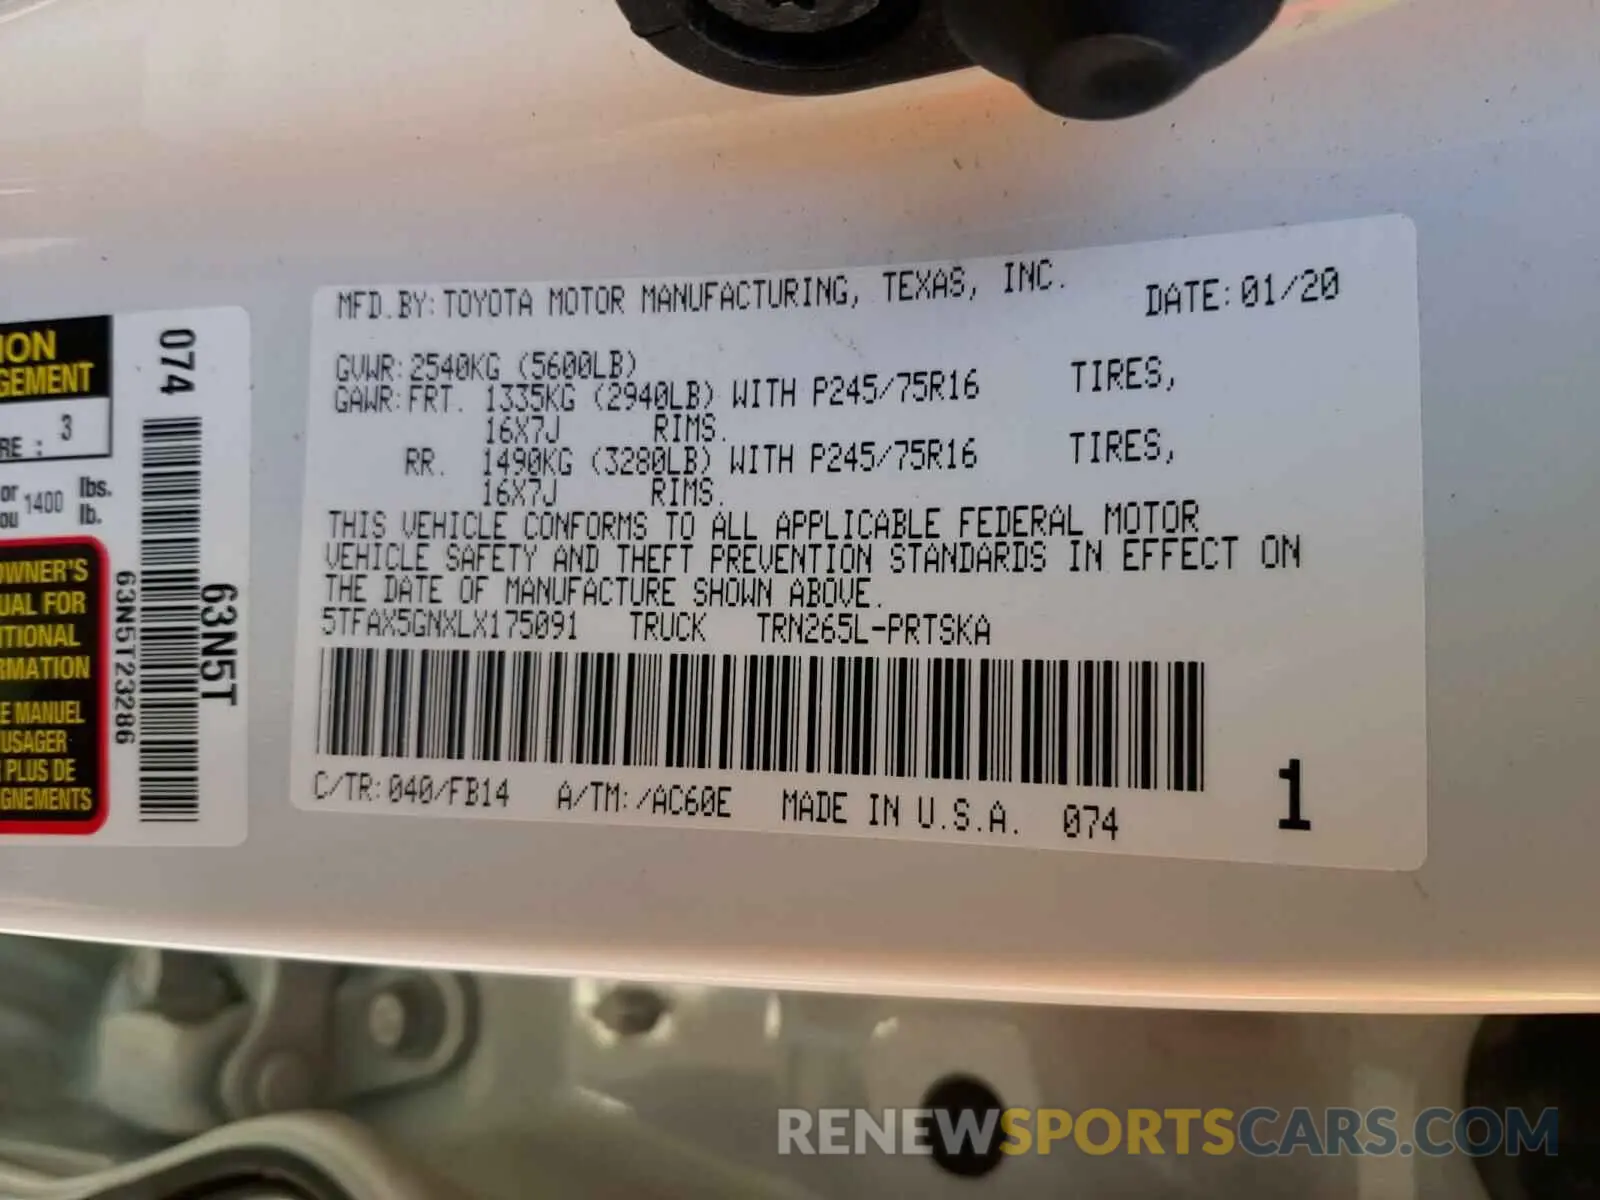 MFD.BY:TOYOTA MOTOR MANUFACTURING, TEXAS, INC. DATE:01/20
GVWR:2540KG (5600LB)
GAWR:FRT. 1335KG (2940LB) WITH P245/75R16 TIRES,
16X7J RIMS.
RR. 1490KG (3280LB) WITH P245/75R16 TIRES,
16X7J RIMS.
THIS VEHICLE CONFORMS TO ALL APPLICABLE FEDERAL MOTOR
VEHICLE SAFETY AND THEFT PREVENTION STANDARDS IN EFFECT ON
THE DATE OF MANUFACTURE SHOWN ABOVE.
5TFAX5GNXLX175091 TRUCK TRN265L-PRTSKA
C/TR:040/FB14 A/TM:/AC60E MADE IN U.S.A. 074
1
ION
GEMENT
RE : 3
or
ou 1400 lbs.
lb.
OWNER'S
UAL FOR
ITIONAL
RMATION
E MANUEL
USAGER
PLUS DE
GNEMENTS
074
63N5T23286
63N5T
RENEWSPORTSCARS.COM